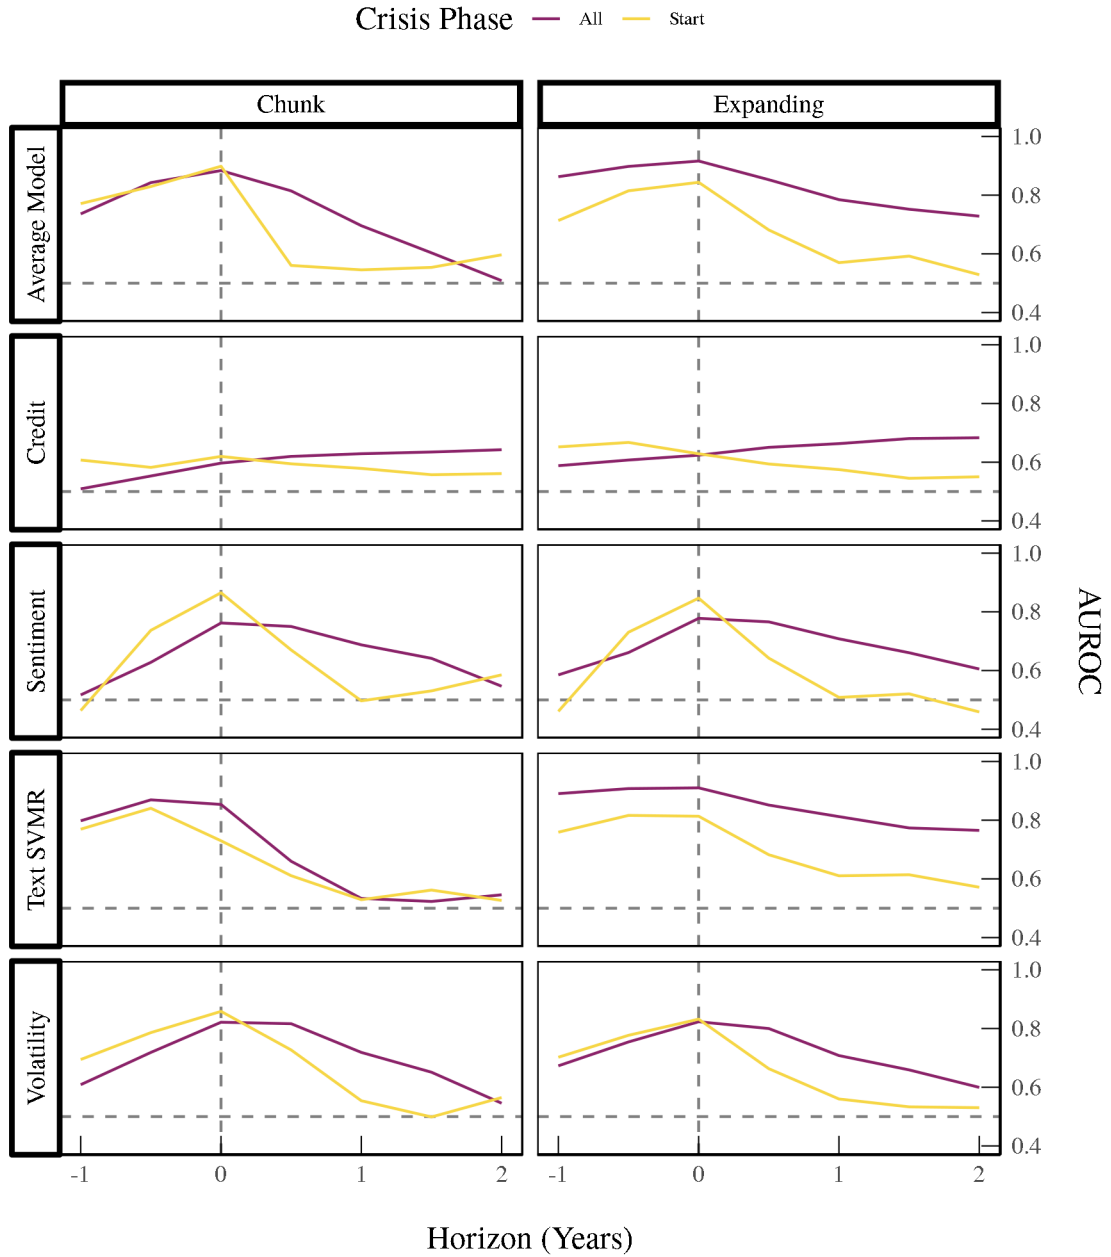 Crisis Phase All Start
Chunk Expanding
Average Model
1.0
0.8
0.6
0.4
Credit
1.0
0.8
0.6
0.4
Sentiment
1.0
0.8
0.6
0.4
AUROC
Text SVMR
1.0
0.8
0.6
0.4
Volatility
1.0
0.8
0.6
0.4
-1 0 1 2 -1 0 1 2
Horizon (Years)